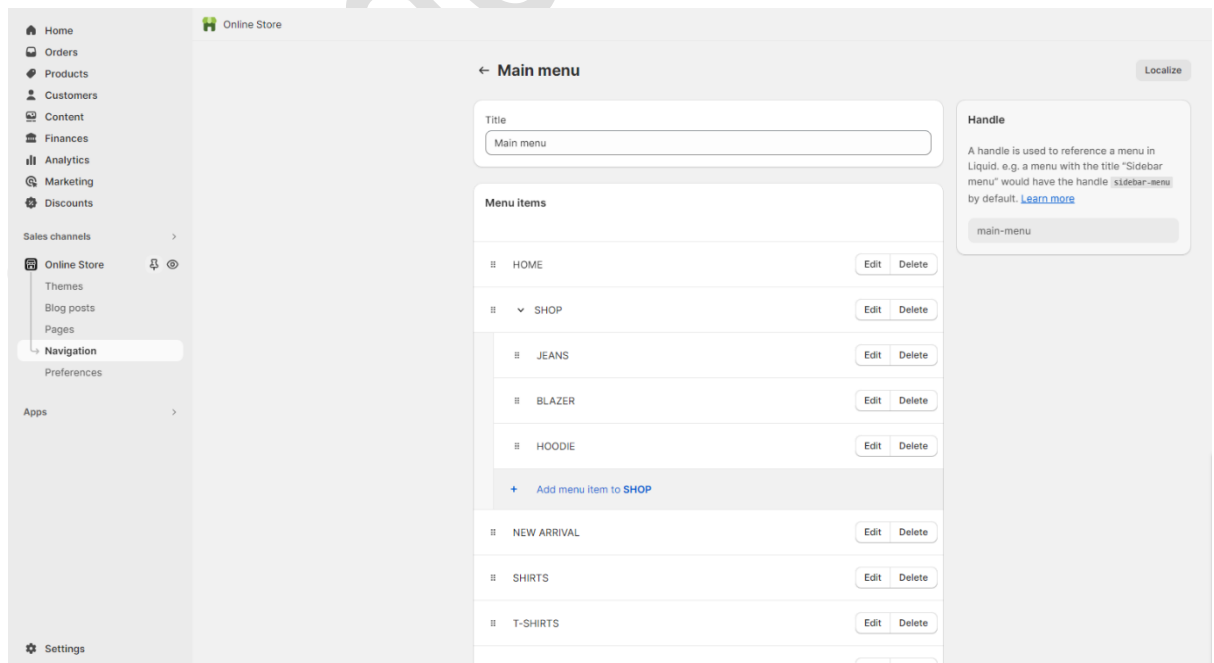 Home
Orders
Products
Customers
Content
Finances
Analytics
Marketing
Discounts
Sales channels
Online Store
Themes
Blog posts
Pages
Navigation
Preferences
Apps
Settings
Online Store
Main menu
Localize
Title
Main menu
Menu items
HOME Edit Delete
SHOP Edit Delete
JEANS Edit Delete
BLAZER Edit Delete
HOODIE Edit Delete
+ Add menu item to SHOP
NEW ARRIVAL Edit Delete
SHIRTS Edit Delete
T-SHIRTS Edit Delete
Handle
A handle is used to reference a menu in
Liquid. e.g. a menu with the title "Sidebar
menu" would have the handle sidebar-menu
by default. Learn more
main-menu